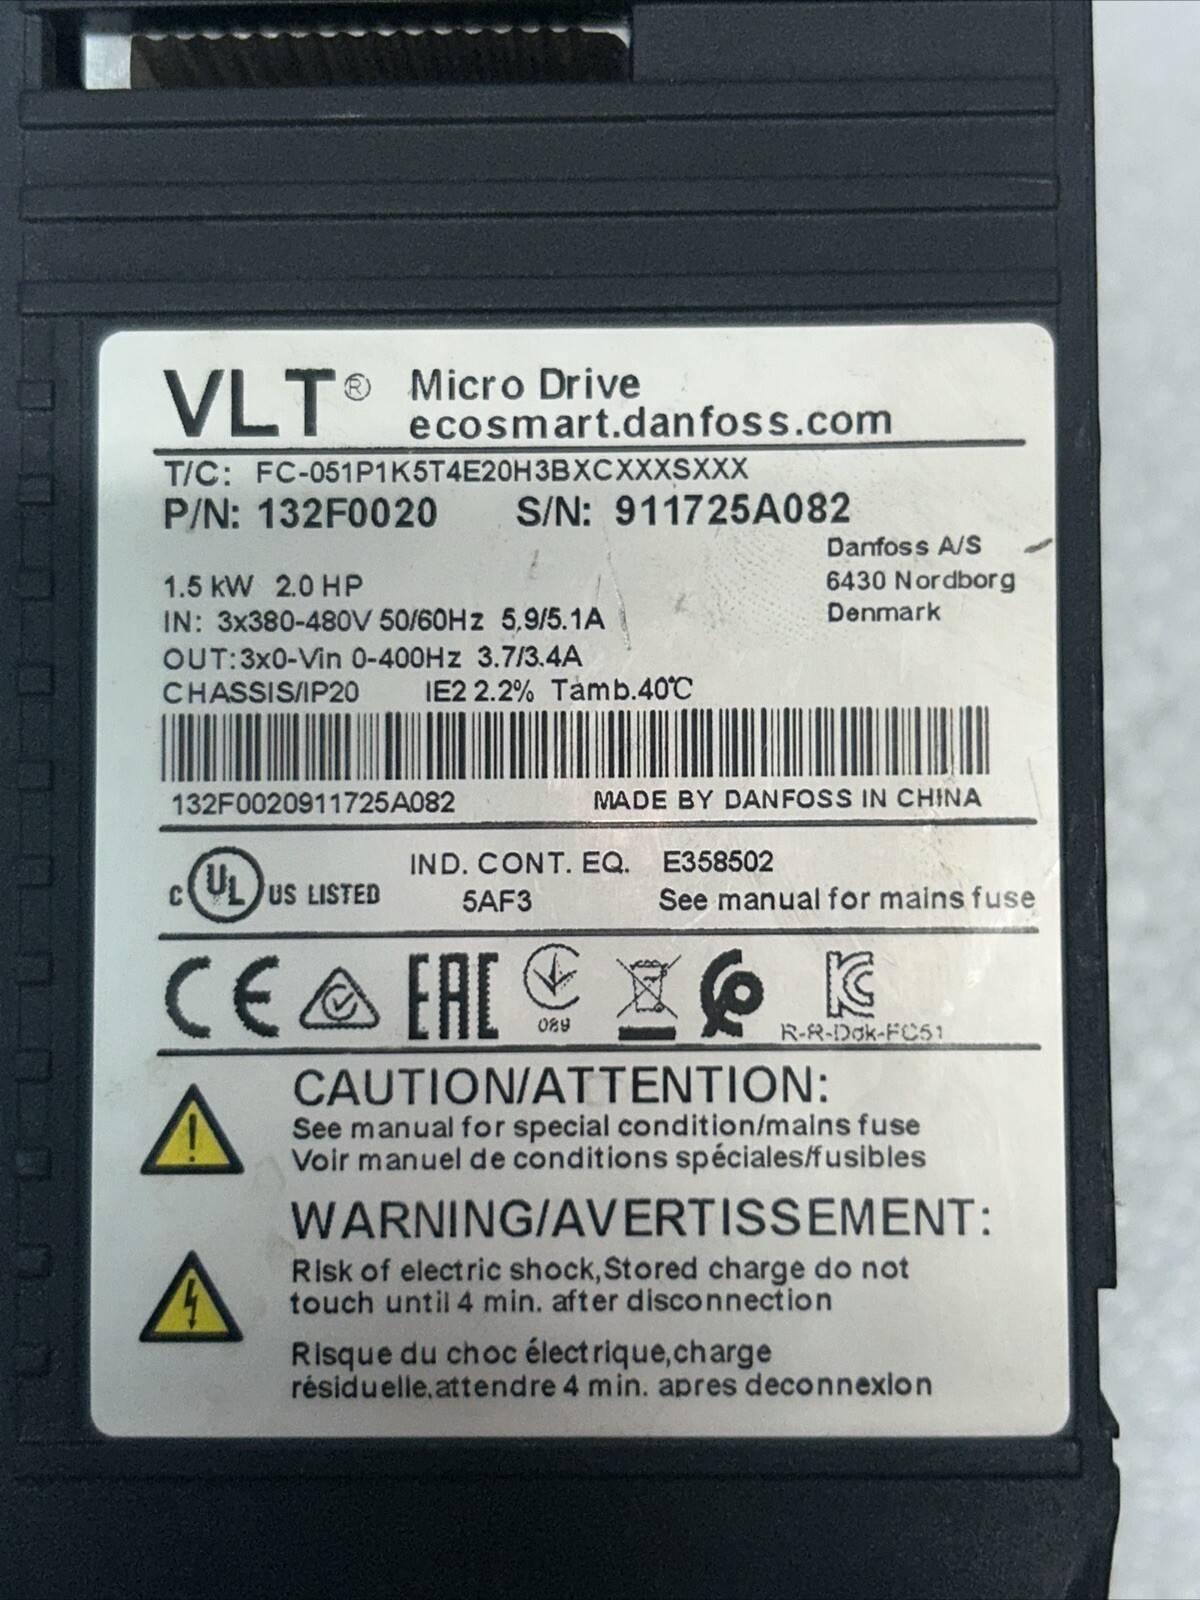 VLT® Micro Drive
ecosmart.danfoss.com
T/C: FC-051P1K5T4E20H3BXCXXXSXXX
P/N: 132F0020 S/N: 911725A082
Danfoss A/S
1.5 kW 2.0 HP 6430 Nordborg
IN: 3x380-480V 50/60Hz 5.9/5.1A Denmark
OUT:3x0-Vin 0-400Hz 3.7/3.4A
CHASSIS/IP20 IE2 2.2% Tamb.40℃
132F0020911725A082 MADE BY DANFOSS IN CHINA
IND. CONT. EQ. E358502
C UL US LISTED 5AF3 See manual for mains fuse
CE EAC 089 KC
R-R-Dok-FC51
CAUTION/ATTENTION:
! See manual for special condition/mains fuse
Voir manuel de conditions spéciales/fusibles
WARNING/AVERTISSEMENT:
Risk of electric shock,Stored charge do not
touch until 4 min. after disconnection
Risque du choc électrique,charge
résiduelle,attendre 4 min. apres deconnexion